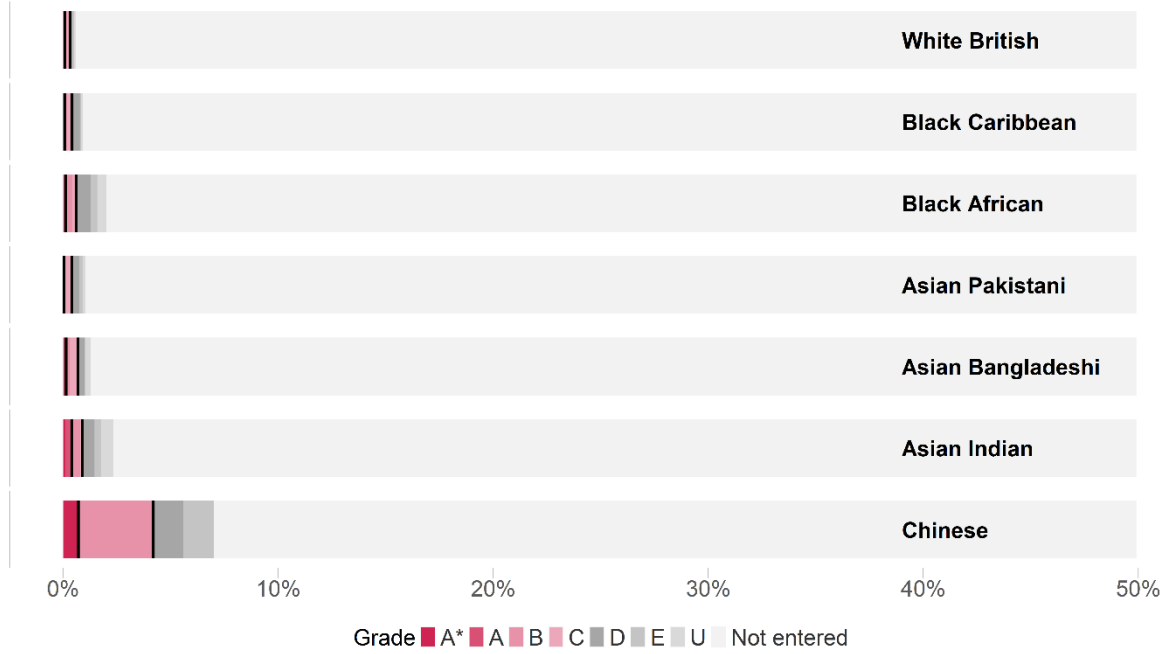 White British
Black Caribbean
Black African
Asian Pakistani
Asian Bangladeshi
Asian Indian
Chinese
0% 10% 20% 30% 40% 50%
Grade A* A B C D E U Not entered